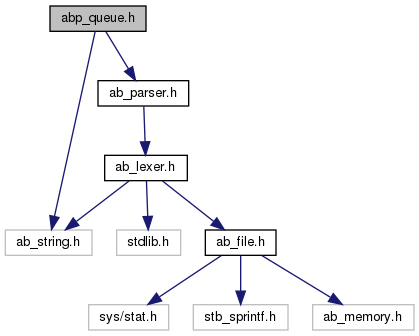 abp_queue.h
ab_parser.h
ab_lexer.h
ab_string.h
stdlib.h
ab_file.h
sys/stat.h
stb_sprintf.h
ab_memory.h